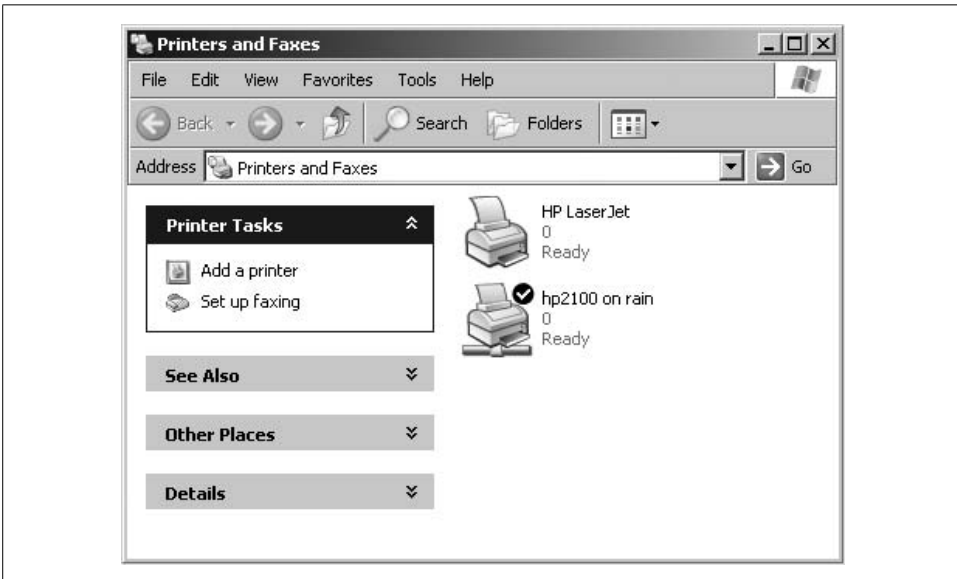 Printers and Faxes
File Edit View Favorites Tools Help
Back Search Folders
Address Printers and Faxes Go
Printer Tasks
Add a printer
Set up faxing
See Also
Other Places
Details
HP LaserJet
0
Ready
hp2100 on rain
0
Ready